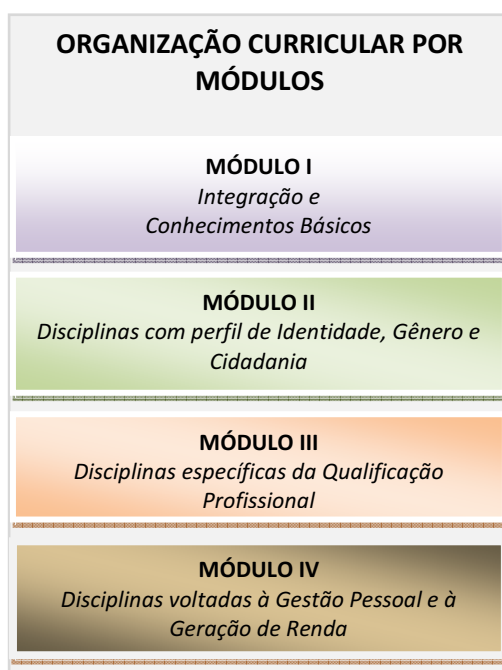 ORGANIZAÇÃO CURRICULAR POR
MÓDULOS
MÓDULO I
Integração e
Conhecimentos Básicos
MÓDULO II
Disciplinas com perfil de Identidade, Gênero e
Cidadania
MÓDULO III
Disciplinas específicas da Qualificação
Profissional
MÓDULO IV
Disciplinas voltadas à Gestão Pessoal e à
Geração de Renda